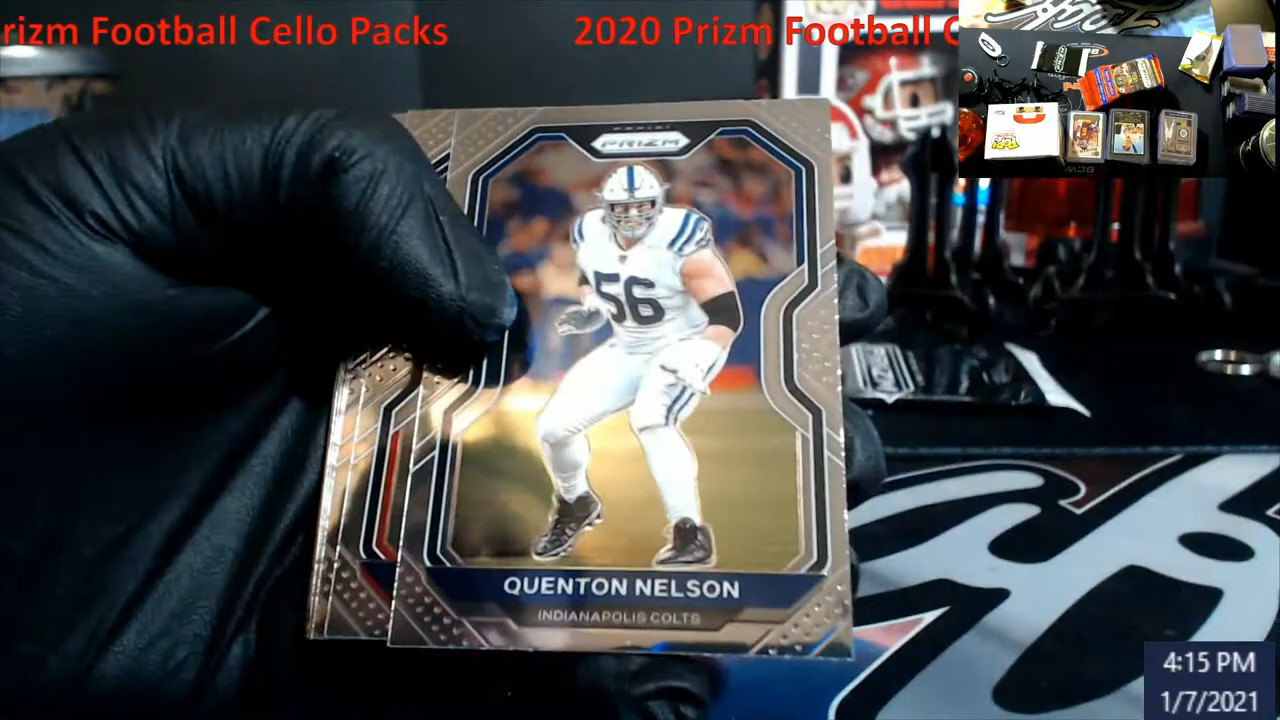 rizm Football Cello Packs
2020 Prizm Football C
PANINI
PRIZM
56
QUENTON NELSON
INDIANAPOLIS COLTS
4:15 PM
1/7/2021